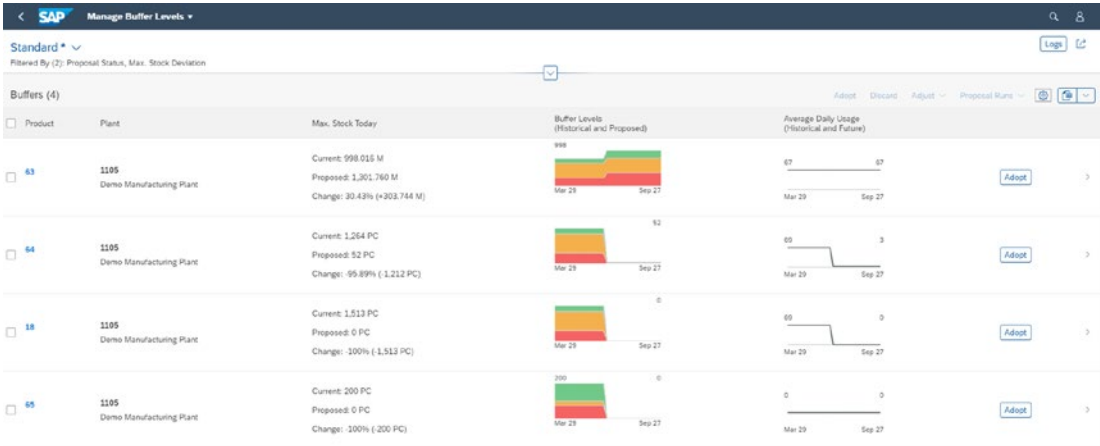 SAP Manage Buffer Levels
Standard *
Logs
Filtered By (2): Proposal Status, Max. Stock Deviation
Buffers (4)
Adopt Discard Adjust Proposal Runs
Product Plant Max. Stock Today Buffer Levels Average Daily Usage
(Historical and Proposed) (Historical and Future)
998
Current: 998.016 M
67 67
63 1105 Proposed: 1,301.760 M Adopt
Demo Manufacturing Plant
Mar 29 Sep 27
Change: 30.43% (+303.744 M) Mar 29 Sep 27
52
Current: 1,264 PC
69 3
64 1105 Proposed: 52 PC Adopt
Demo Manufacturing Plant
Mar 29 Sep 27
Change: -95.89% (-1,212 PC) Mar 29 Sep 27
0
Current: 1,513 PC
69 0
18 1105 Proposed: 0 PC Adopt
Demo Manufacturing Plant
Mar 29 Sep 27
Change: -100% (-1,513 PC) Mar 29 Sep 27
200 0
Current: 200 PC
0 0
65 1105 Proposed: 0 PC Adopt
Demo Manufacturing Plant
Mar 29 Sep 27
Change: -100% (-200 PC) Mar 29 Sep 27